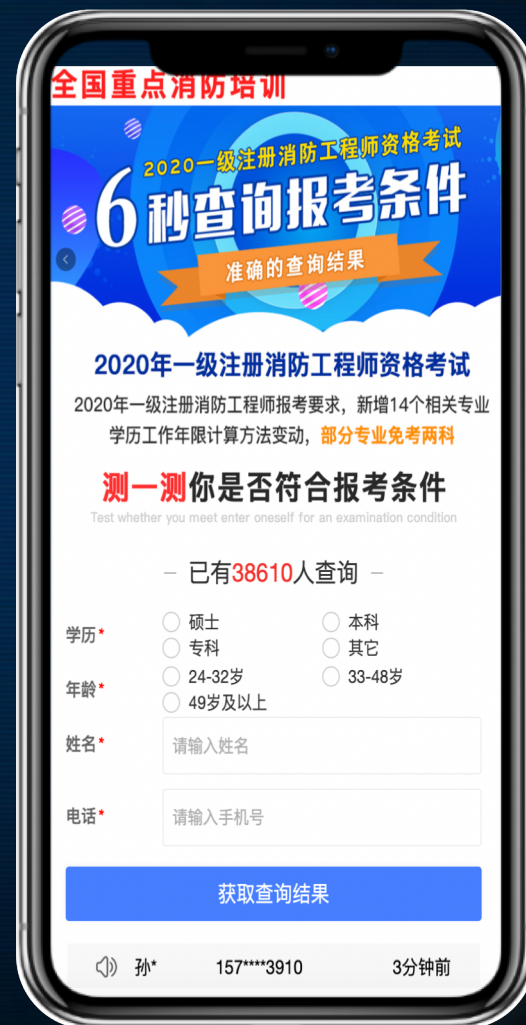 全国重点消防培训
2020一级注册消防工程师资格考试
6秒查询报考条件
准确的查询结果
2020年一级注册消防工程师资格考试
2020年一级注册消防工程师报考要求，新增14个相关专业
学历工作年限计算方法变动，部分专业免考两科
测一测你是否符合报考条件
Test whether you meet enter oneself for an examination condition
已有38610人查询
学历* 硕士 本科
专科 其它
年龄* 24-32岁 33-48岁
49岁及以上
姓名* 请输入姓名
电话* 请输入手机号
获取查询结果
孙* 157****3910 3分钟前